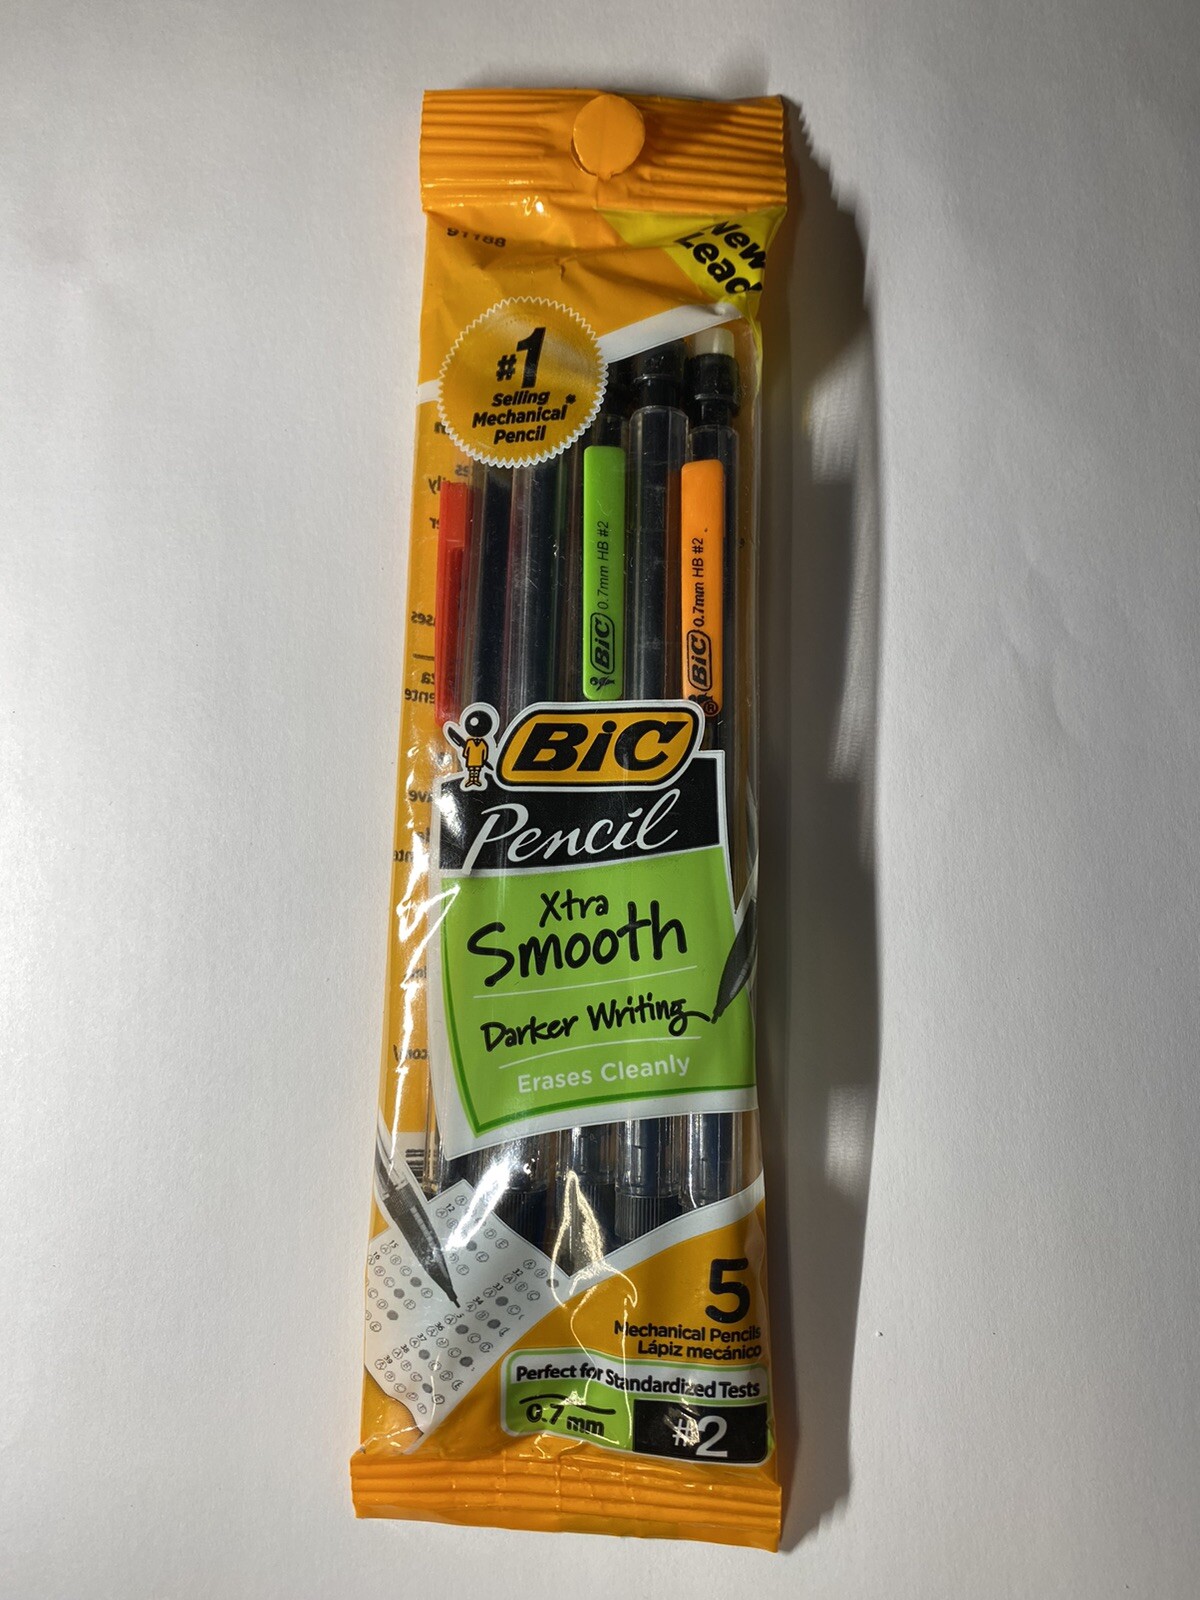 91188
New
Lead
#1
Selling
Mechanical*
Pencil
BiC 0.7mm HB #2
BiC 0.7mm HB #2
BiC®
Pencil
Xtra
Smooth
Darker Writing
Erases Cleanly
5
Mechanical Pencils
Lápiz mecánico
Perfect for Standardized Tests
0.7 mm
#2